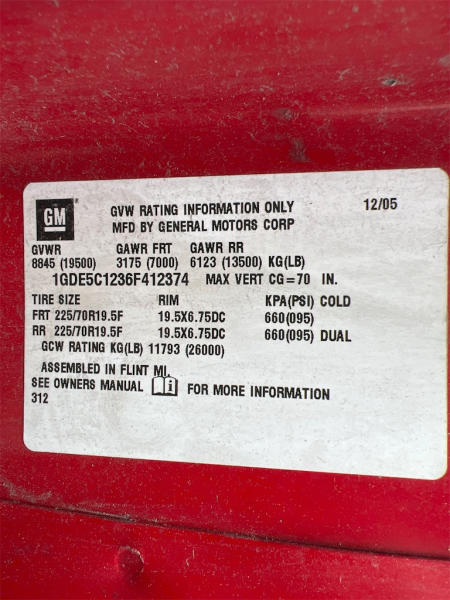 GM
GVW RATING INFORMATION ONLY 12/05
MFD BY GENERAL MOTORS CORP
GVWR GAWR FRT GAWR RR
8845 (19500) 3175 (7000) 6123 (13500) KG(LB)
1GDE5C1236F412374 MAX VERT CG=70 IN.
TIRE SIZE RIM KPA(PSI) COLD
FRT 225/70R19.5F 19.5X6.75DC 660(095)
RR 225/70R19.5F 19.5X6.75DC 660(095) DUAL
GCW RATING KG(LB) 11793 (26000)
ASSEMBLED IN FLINT MI.
SEE OWNERS MANUAL i FOR MORE INFORMATION
312